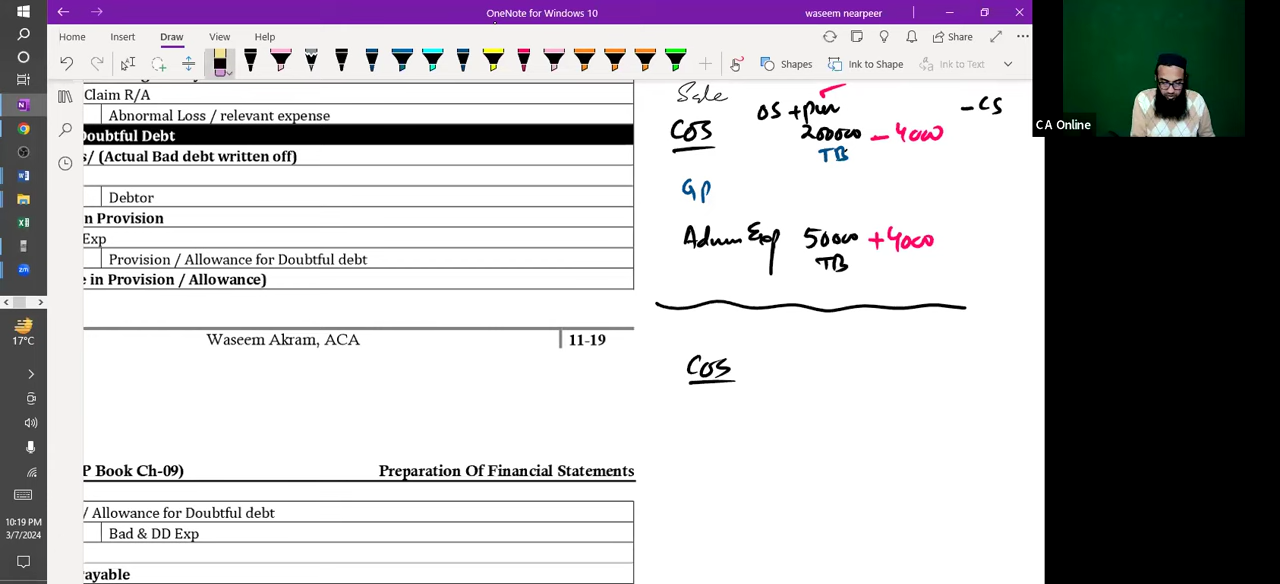 OneNote for Windows 10
waseem nearpeer
Home
Insert
Draw
View
Help
Share
Shapes
Ink to Shape
Ink to Text
Claim R/A
Abnormal Loss / relevant expense
Doubtful Debt
s/ (Actual Bad debt written off)
Debtor
n Provision
Exp
Provision / Allowance for Doubtful debt
e in Provision / Allowance)
Waseem Akram, ACA
11-19
P Book Ch-09)
Preparation Of Financial Statements
/ Allowance for Doubtful debt
Bad & DD Exp
ayable
Sale
OS + pur
- CS
COS
200000 - 4000
TB
GP
Admn Exp
50000 + 4000
TB
COS
C A Online
17°C
10:19 PM
3/7/2024